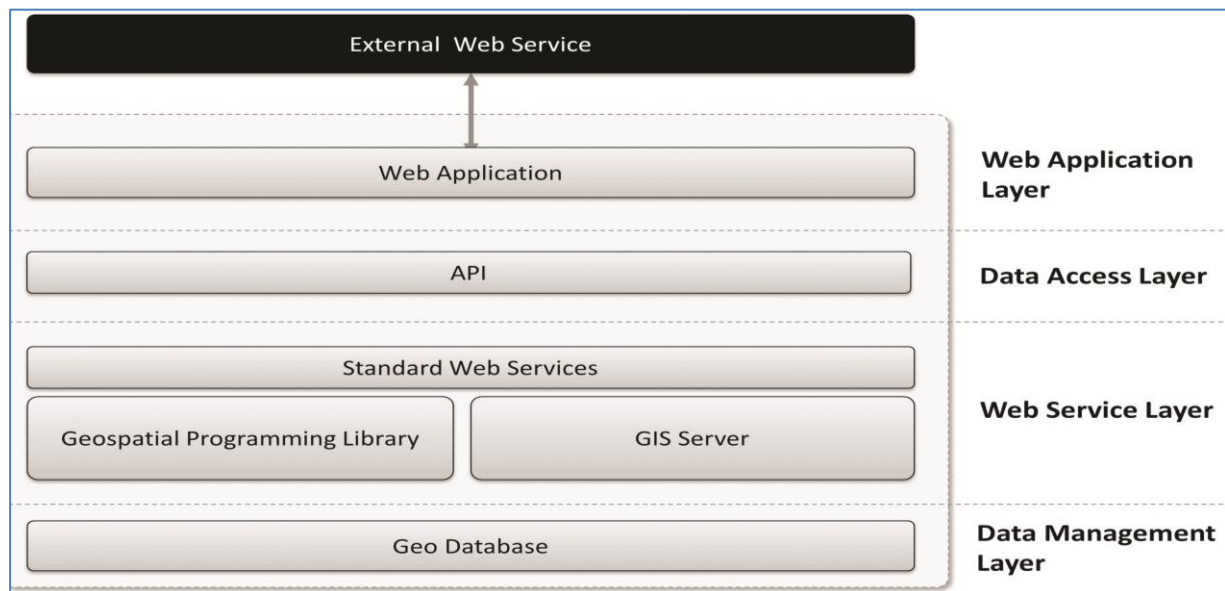 External Web Service
Web Application
Web Application
Layer
API
Data Access Layer
Standard Web Services
Geospatial Programming Library
GIS Server
Web Service Layer
Geo Database
Data Management
Layer